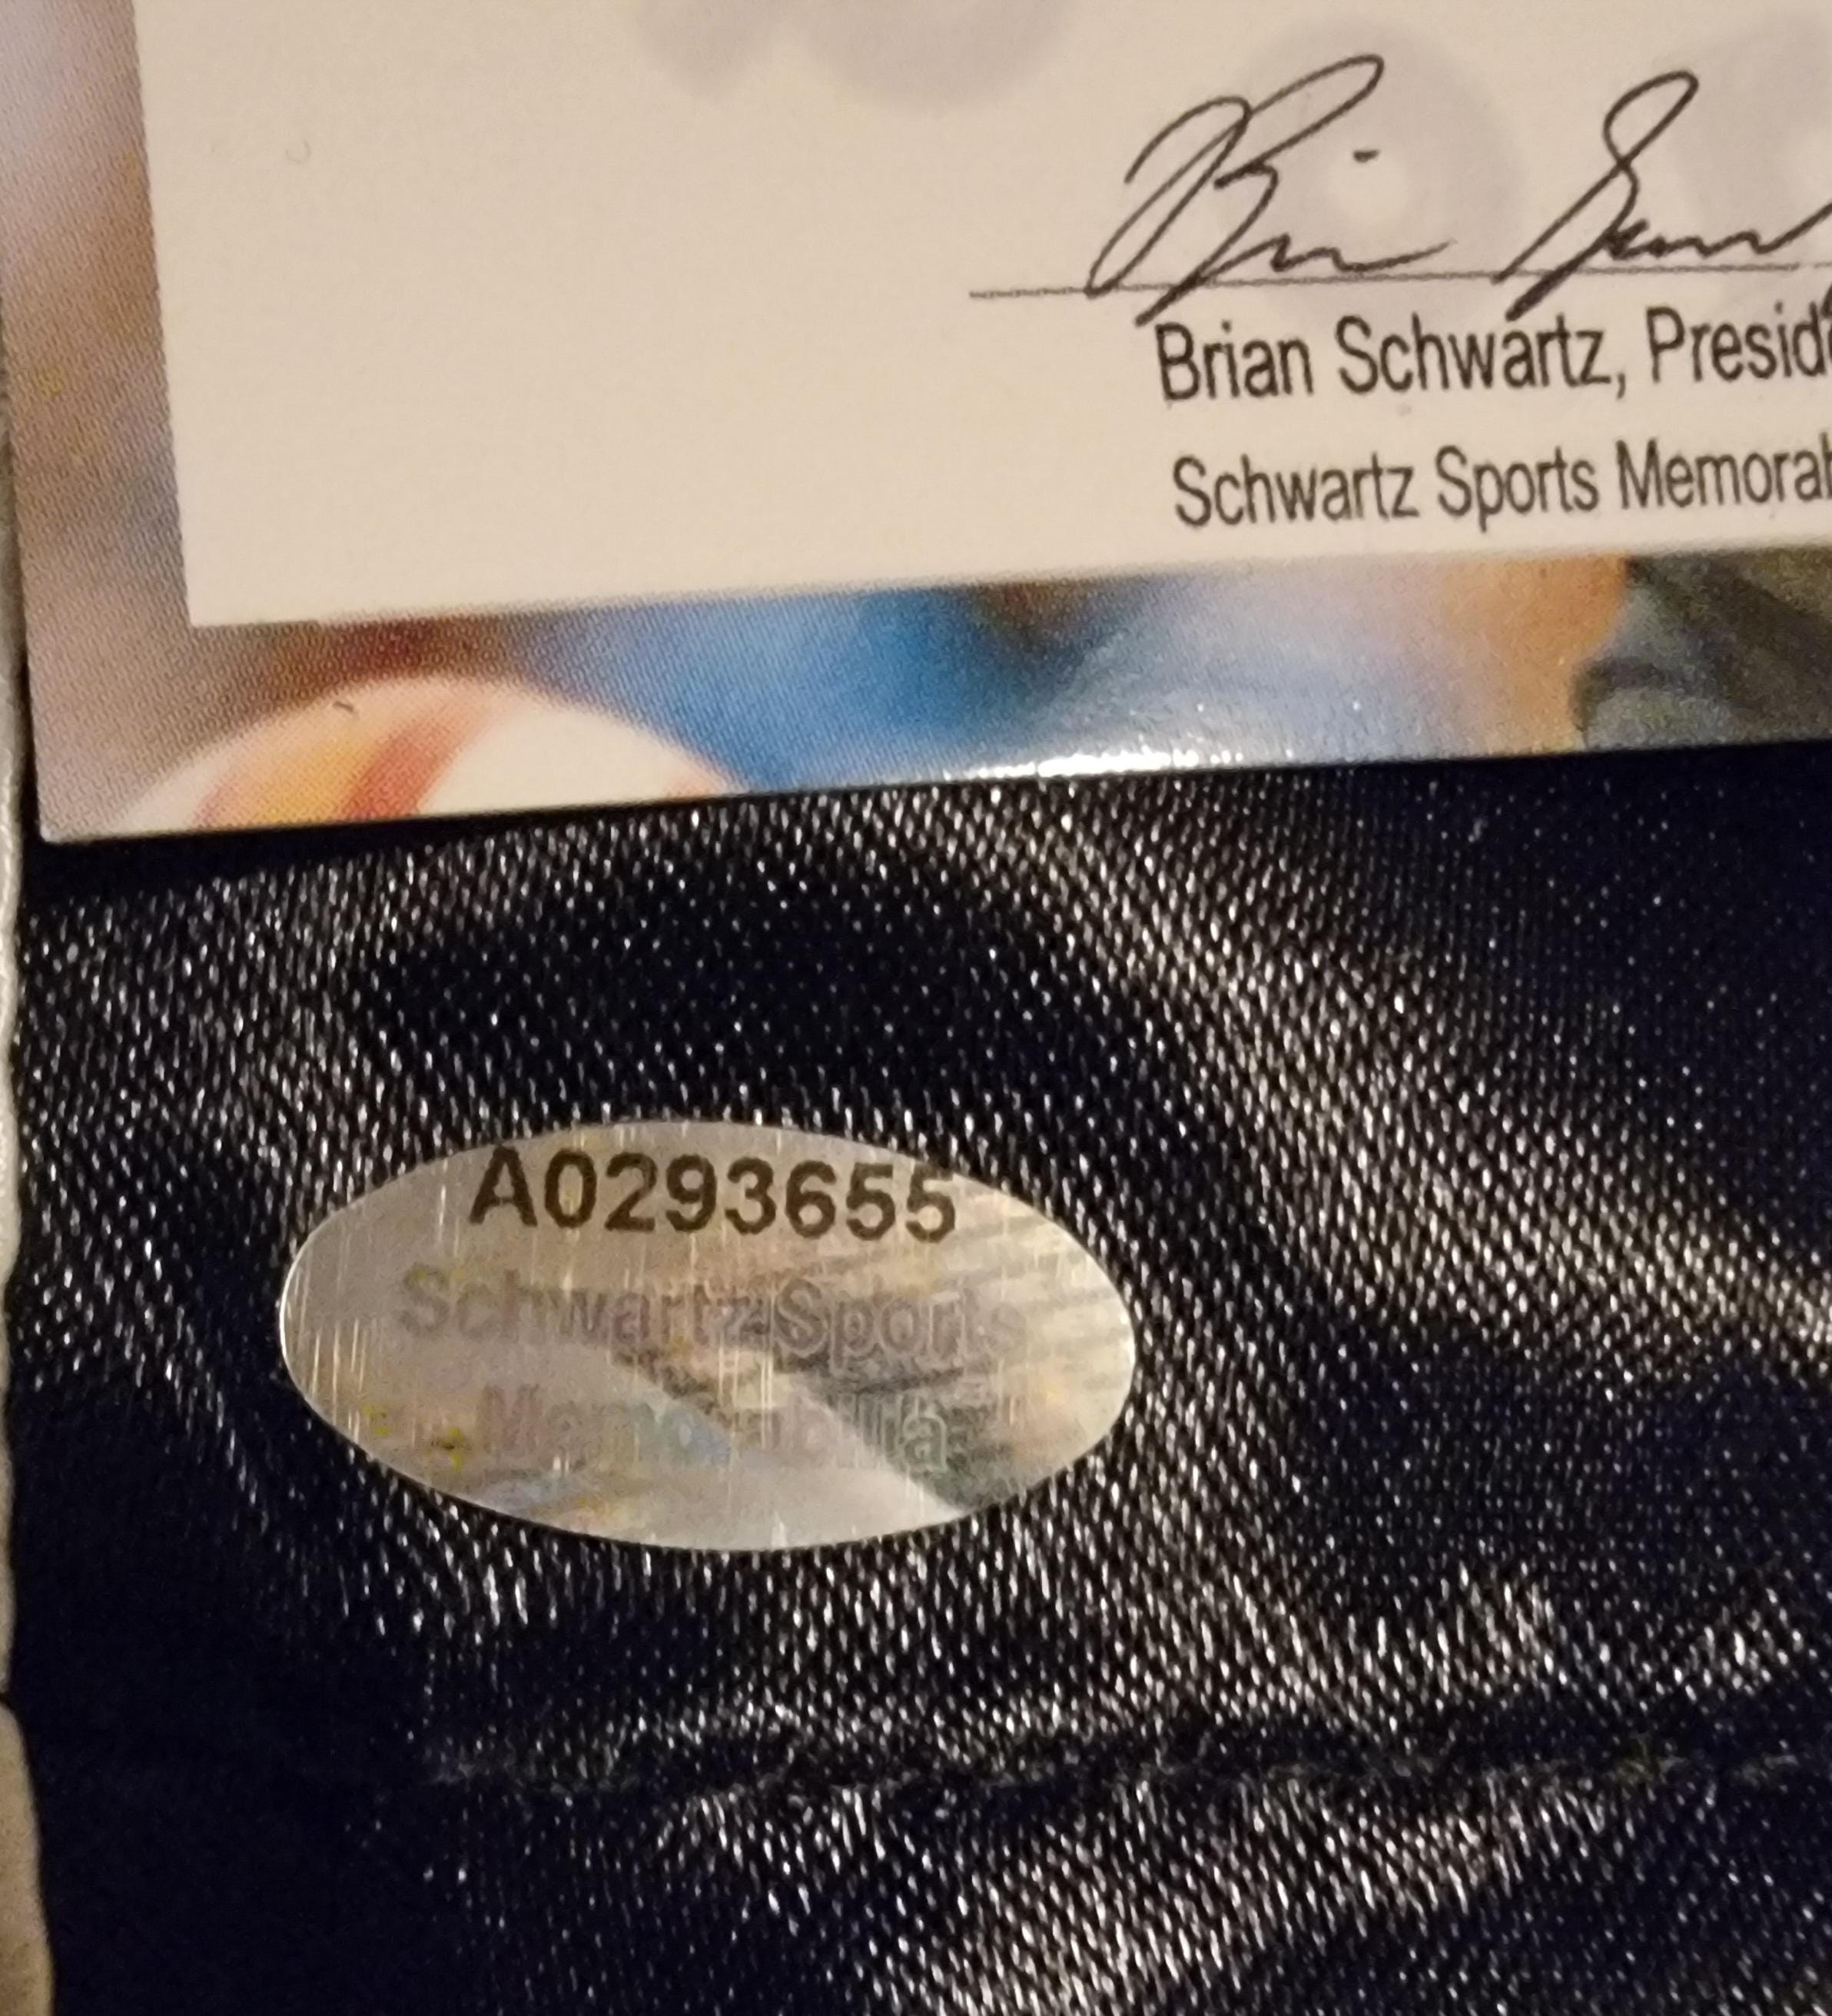 Brian Schwartz, Presid
Schwartz Sports Memorab
A0293655
Schwartz Sports
Memorabilia